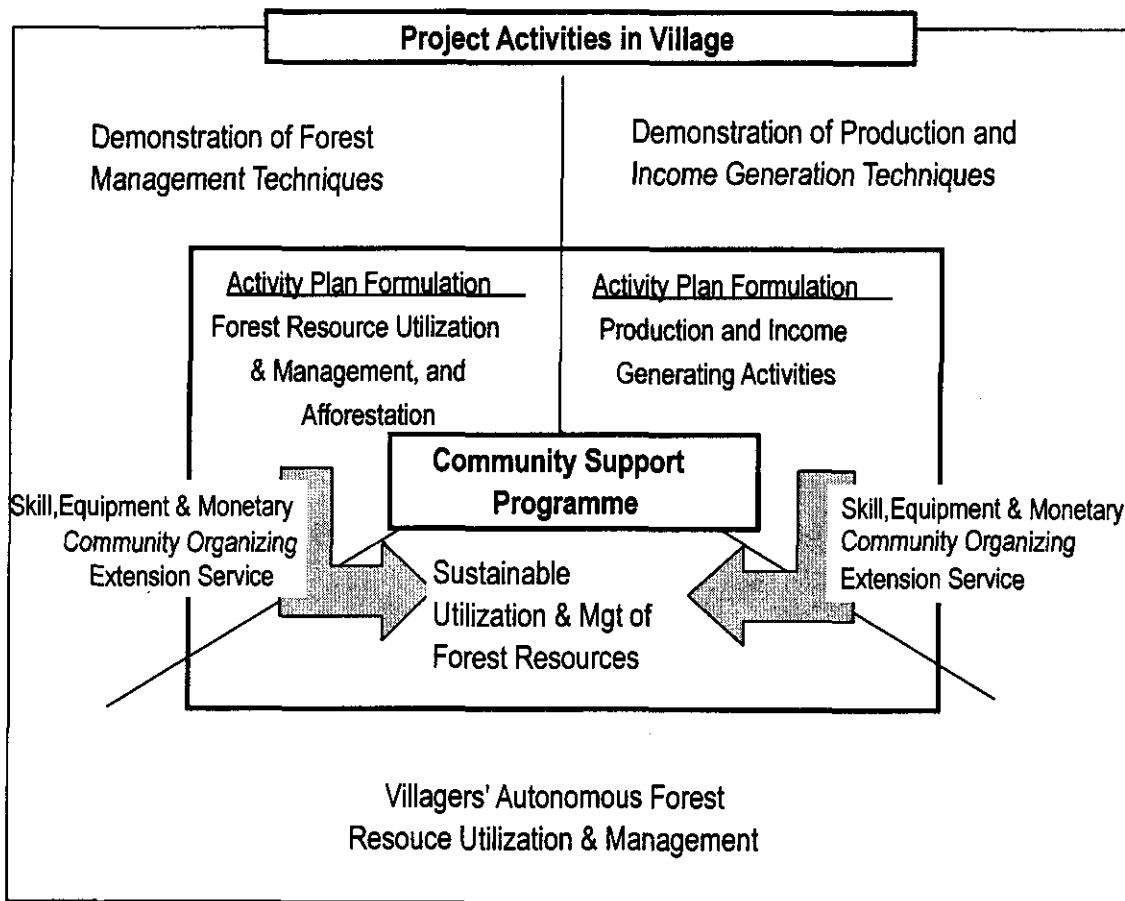 Project Activities in Village
Demonstration of Forest
Management Techniques
Demonstration of Production and
Income Generation Techniques
Activity Plan Formulation
Forest Resource Utilization
& Management, and
Afforestation
Activity Plan Formulation
Production and Income
Generating Activities
Community Support
Programme
Skill,Equipment & Monetary
Community Organizing
Extension Service
Skill,Equipment & Monetary
Community Organizing
Extension Service
Sustainable
Utilization & Mgt of
Forest Resources
Villagers' Autonomous Forest
Resouce Utilization & Management